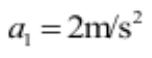 a₁ = 2m/s²